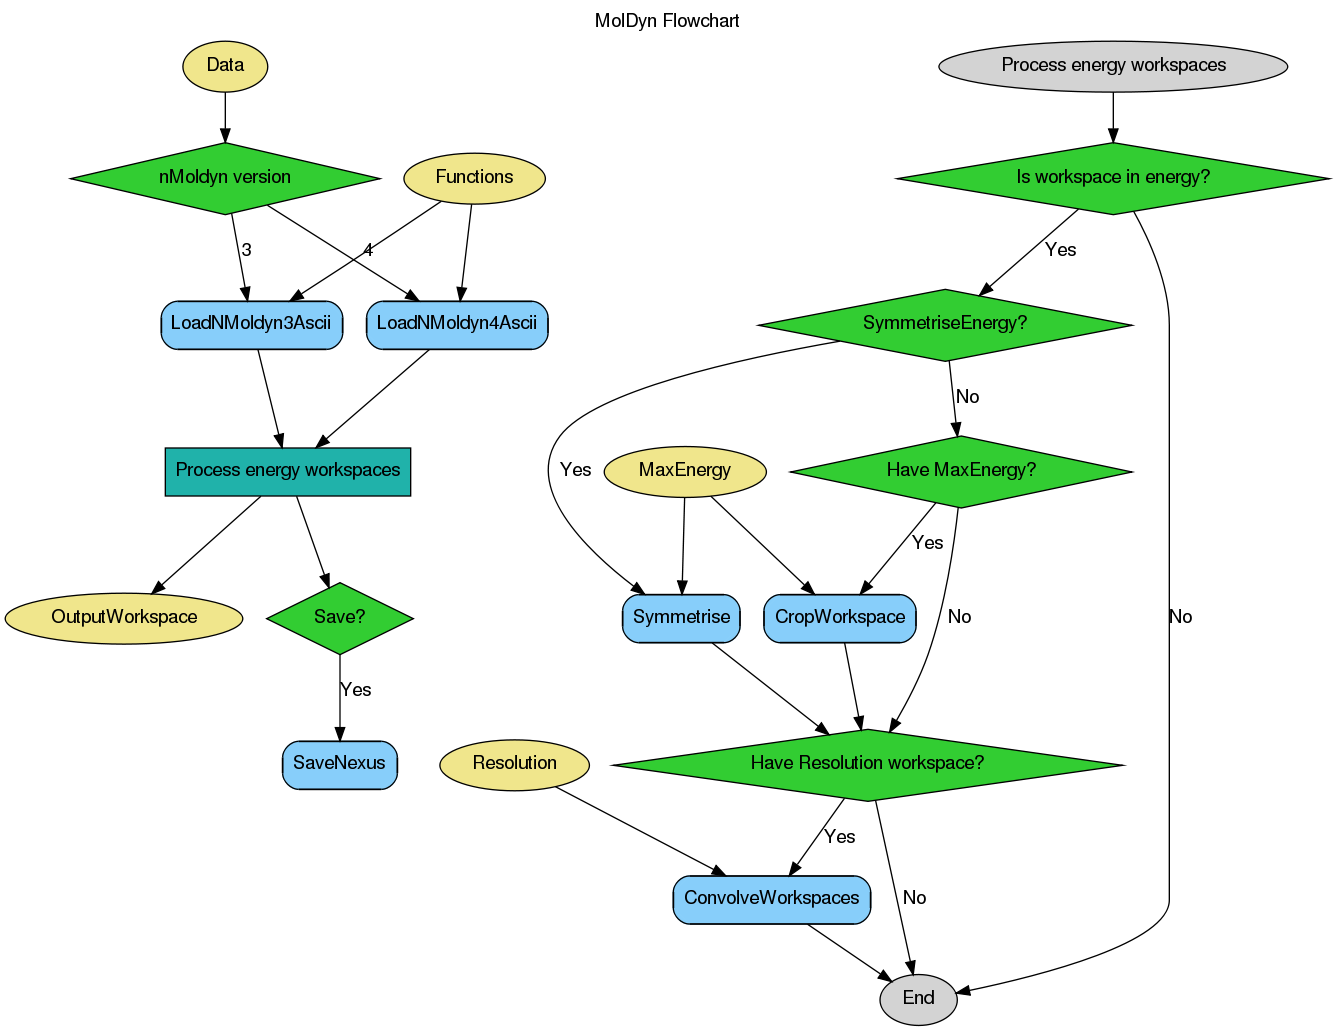 MolDyn Flowchart
Data
Process energy workspaces
nMoldyn version
Functions
Is workspace in energy?
3
4
Yes
LoadNMoldyn3Ascii
LoadNMoldyn4Ascii
SymmetriseEnergy?
No
Process energy workspaces
Yes
MaxEnergy
Have MaxEnergy?
Yes
OutputWorkspace
Save?
Symmetrise
CropWorkspace
No
No
Yes
SaveNexus
Resolution
Have Resolution workspace?
Yes
ConvolveWorkspaces
No
End